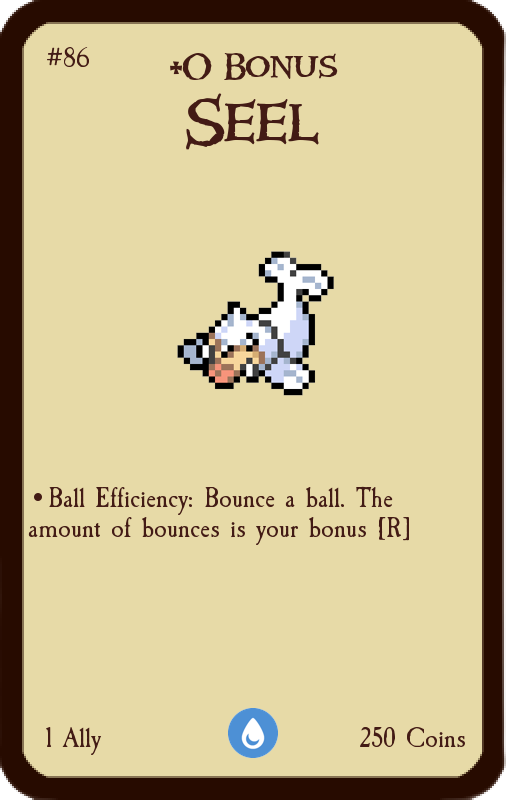 #86
+0 Bonus
Seel
• Ball Efficiency: Bounce a ball. The
amount of bounces is your bonus [R]
1 Ally
250 Coins